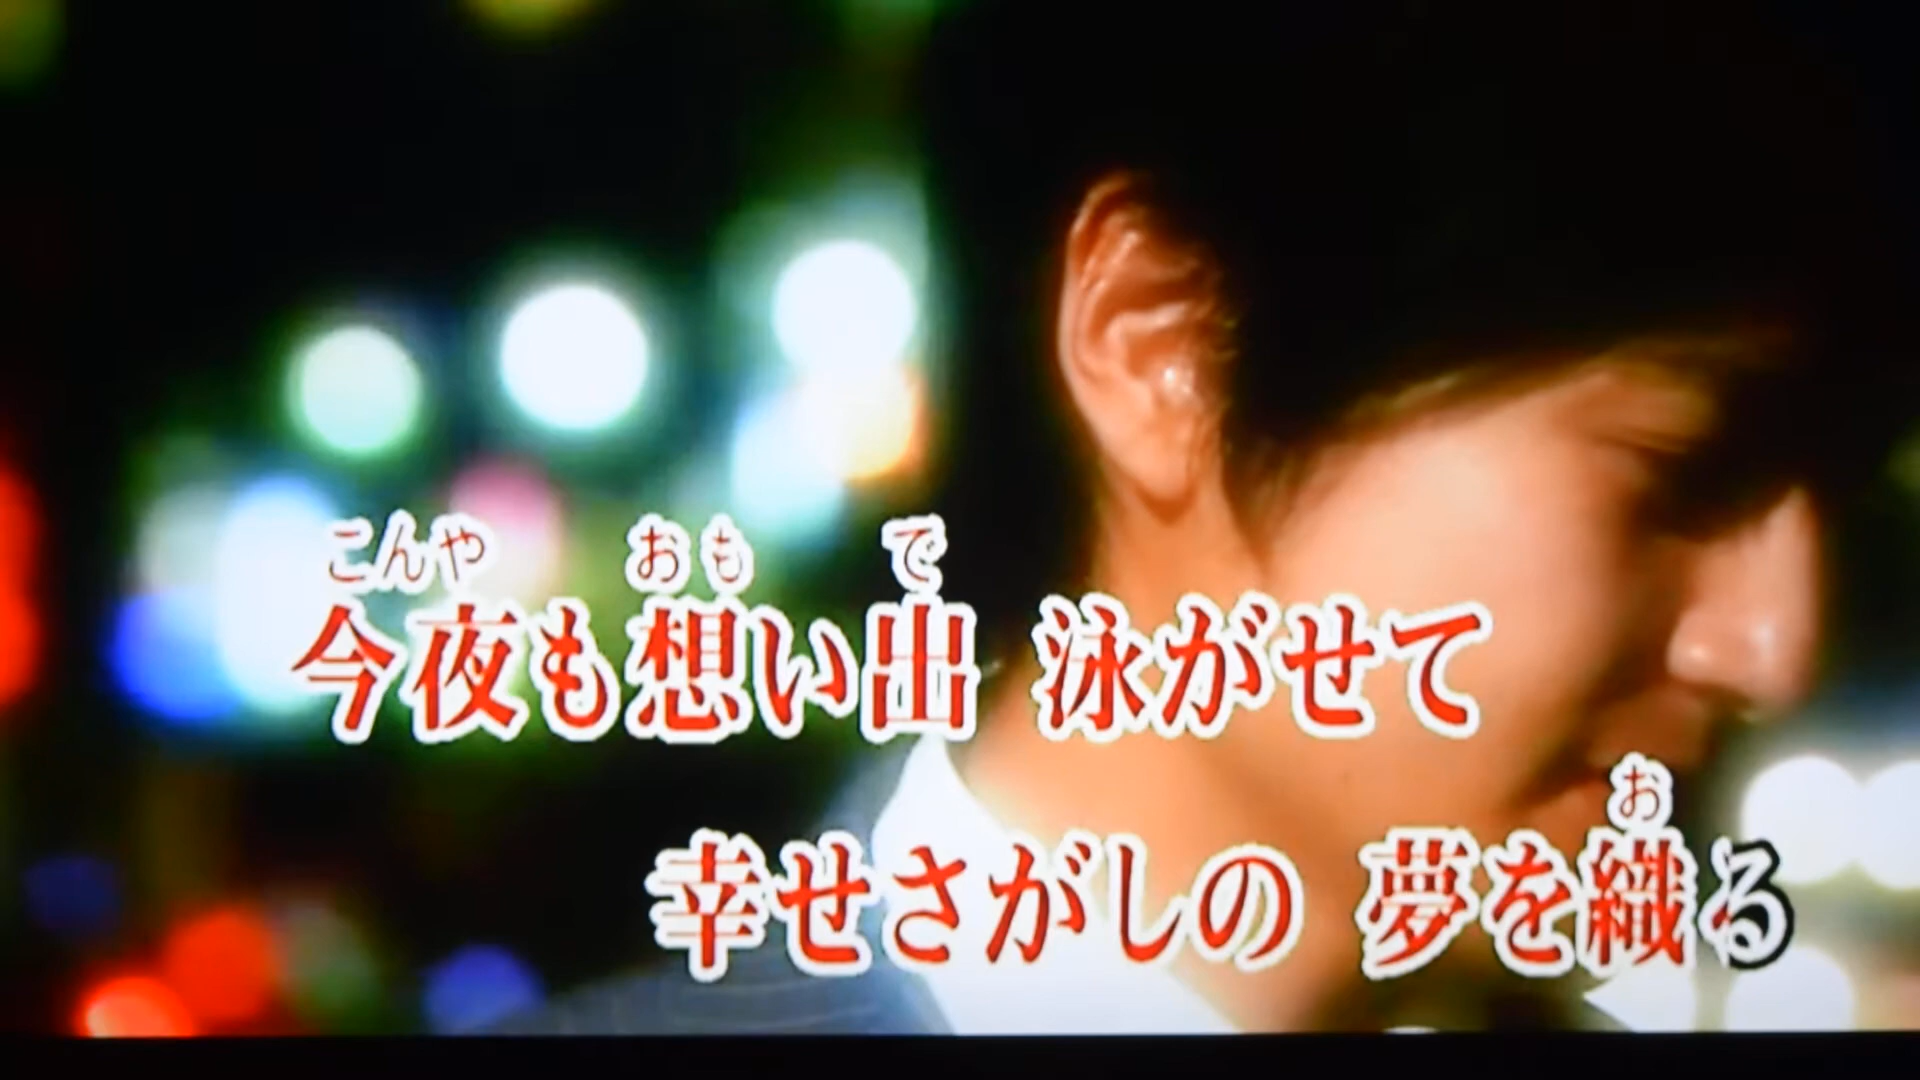 こんや おも で
今夜も想い出 泳がせて
お
幸せさがしの 夢を織る